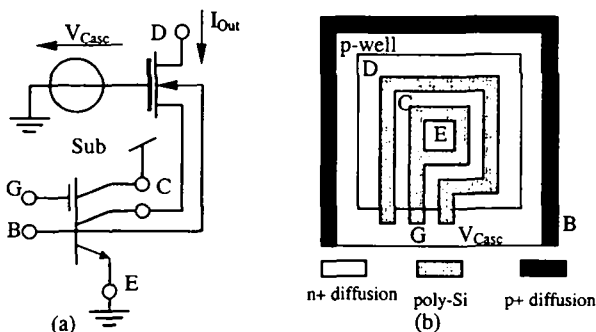 V_Casc
D
I_Out
Sub
G
C
B
E
(a)
(b)
p-well
D
C
E
G
V_Casc
B
n+ diffusion
poly-Si
p+ diffusion